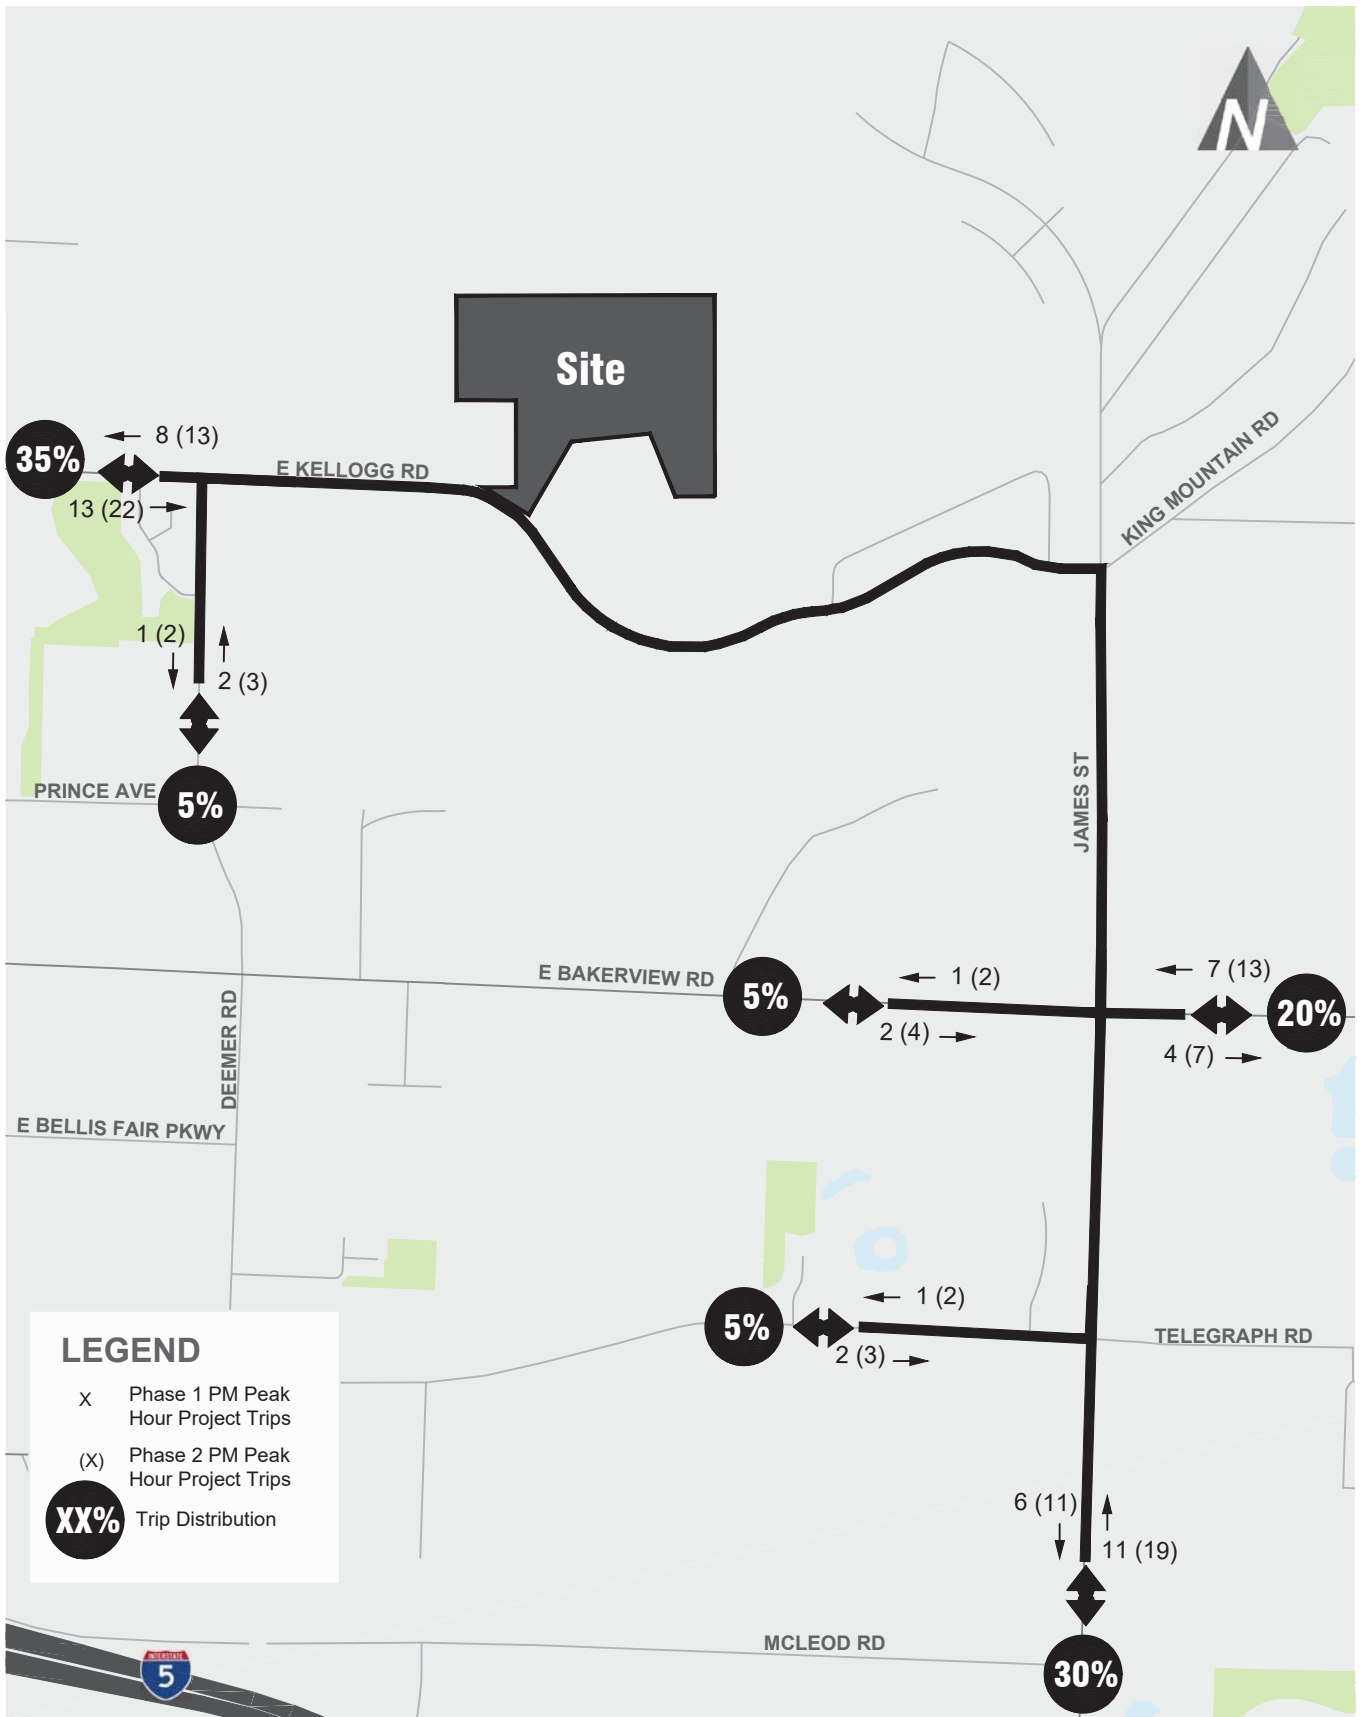 N
Site
8 (13)
35%
E KELLOGG RD
13 (22)
KING MOUNTAIN RD
1 (2)
2 (3)
PRINCE AVE
5%
JAMES ST
E BAKERVIEW RD
5%
1 (2)
7 (13)
20%
2 (4)
4 (7)
DEEMER RD
E BELLIS FAIR PKWY
1 (2)
5%
TELEGRAPH RD
2 (3)
LEGEND
X
Phase 1 PM Peak
Hour Project Trips
(X)
Phase 2 PM Peak
Hour Project Trips
XX%
Trip Distribution
6 (11)
11 (19)
MCLEOD RD
30%
INTERSTATE
5